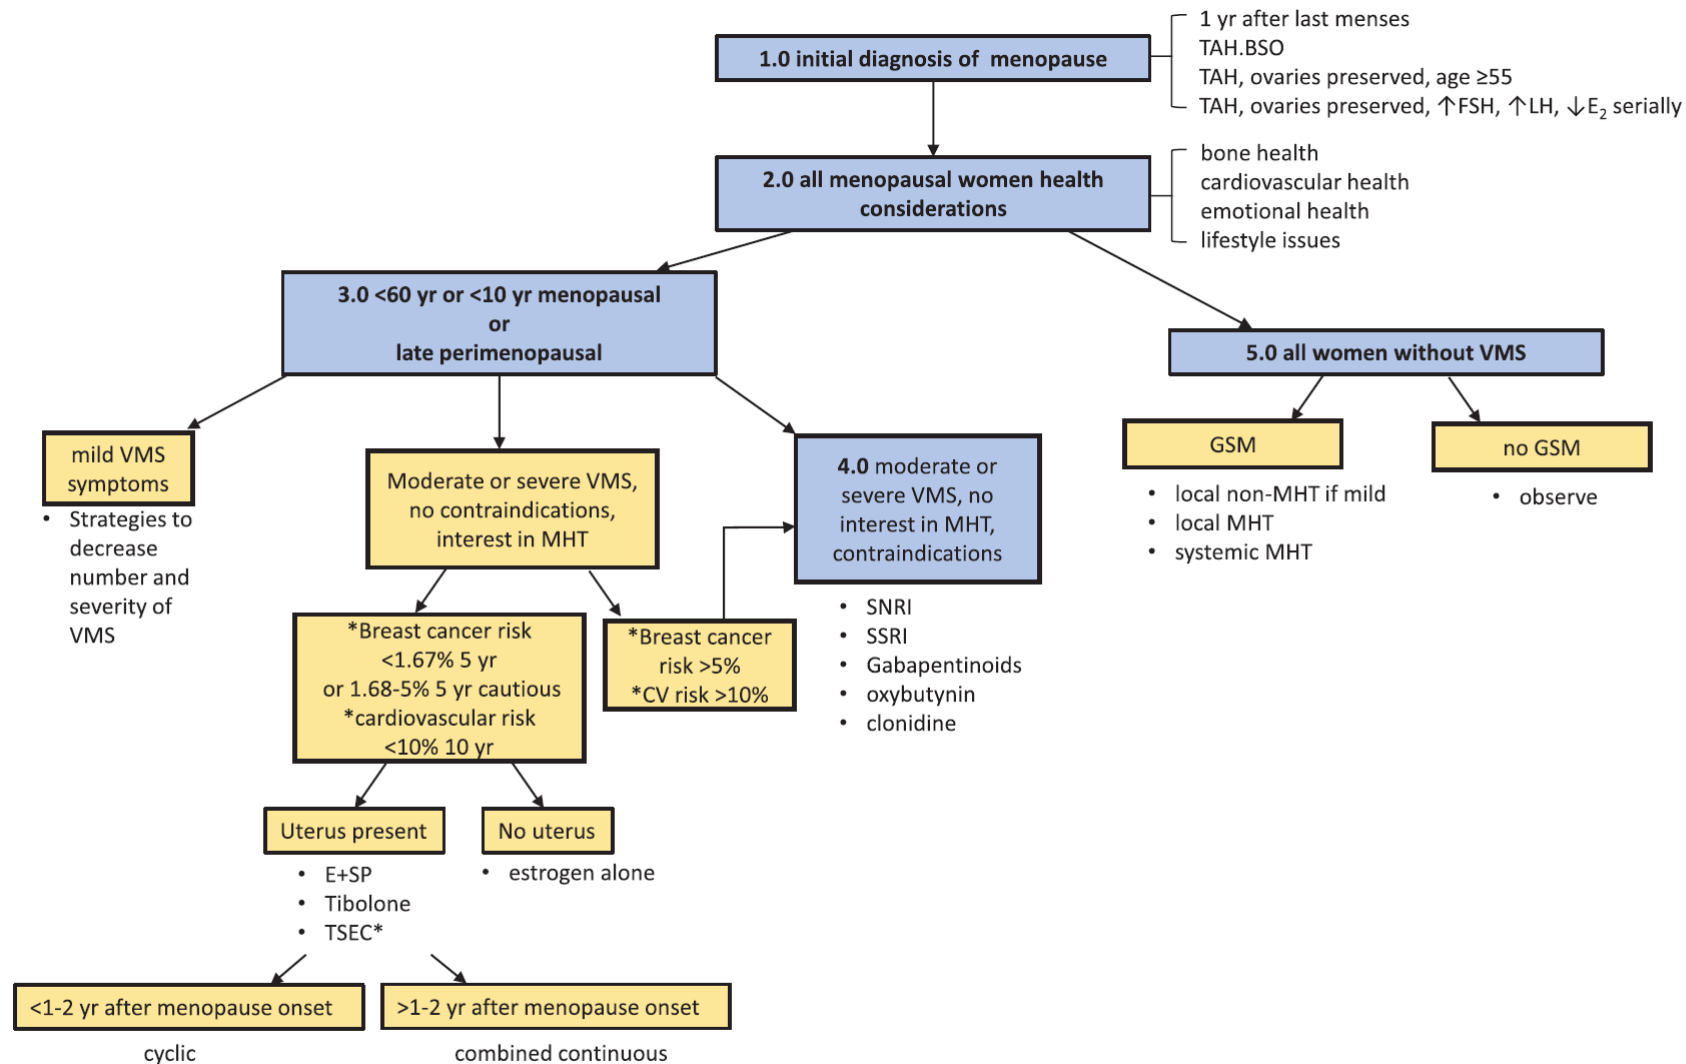 1.0 initial diagnosis of menopause
1 yr after last menses
TAH.BSO
TAH, ovaries preserved, age ≥55
TAH, ovaries preserved, ↑FSH, ↑LH, ↓E₂ serially
2.0 all menopausal women health
considerations
bone health
cardiovascular health
emotional health
lifestyle issues
3.0 <60 yr or <10 yr menopausal
or
late perimenopausal
5.0 all women without VMS
mild VMS
symptoms
• Strategies to
decrease
number and
severity of
VMS
Moderate or severe VMS,
no contraindications,
interest in MHT
4.0 moderate or
severe VMS, no
interest in MHT,
contraindications
• SNRI
• SSRI
• Gabapentinoids
• oxybutynin
• clonidine
GSM
• local non-MHT if mild
• local MHT
• systemic MHT
no GSM
• observe
*Breast cancer risk
<1.67% 5 yr
or 1.68-5% 5 yr cautious
*cardiovascular risk
<10% 10 yr
*Breast cancer
risk >5%
*CV risk >10%
Uterus present
• E+SP
• Tibolone
• TSEC*
No uterus
• estrogen alone
<1-2 yr after menopause onset
cyclic
>1-2 yr after menopause onset
combined continuous